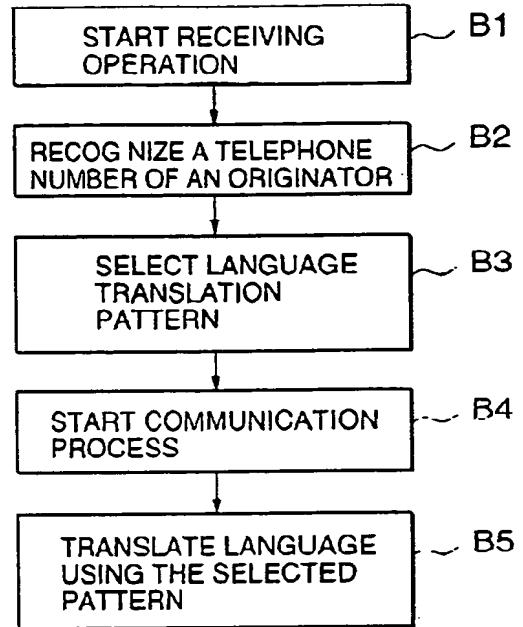 START RECEIVING
OPERATION
B1
RECOG NIZE A TELEPHONE
NUMBER OF AN ORIGINATOR
B2
SELECT LANGUAGE
TRANSLATION
PATTERN
B3
START COMMUNICATION
PROCESS
B4
TRANSLATE LANGUAGE
USING THE SELECTED
PATTERN
B5